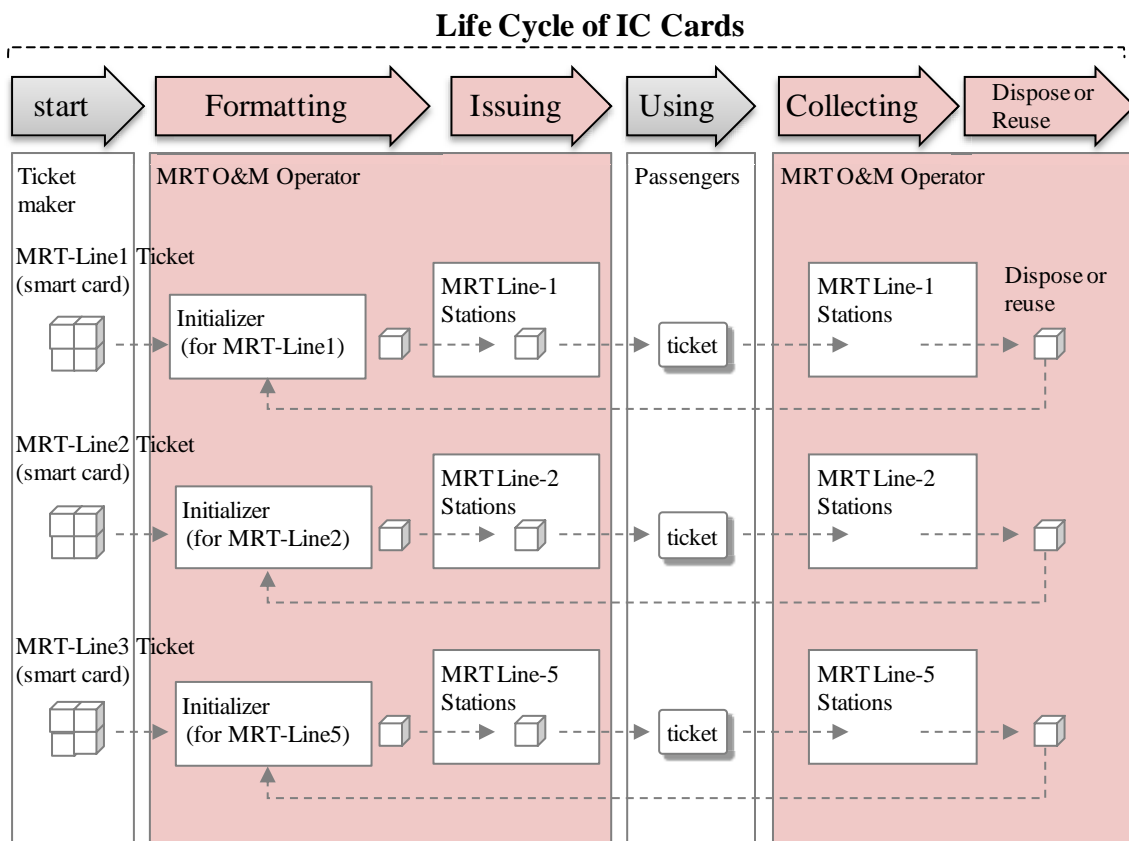 Life Cycle of IC Cards
start
Formatting
Issuing
Using
Collecting
Dispose or
Reuse
Ticket
maker
MRT O&M Operator
Passengers
MRT O&M Operator
MRT-Line1 Ticket
(smart card)
Initializer
(for MRT-Line1)
MRT Line-1
Stations
ticket
MRT Line-1
Stations
Dispose or
reuse
MRT-Line2 Ticket
(smart card)
Initializer
(for MRT-Line2)
MRT Line-2
Stations
ticket
MRT Line-2
Stations
MRT-Line3 Ticket
(smart card)
Initializer
(for MRT-Line5)
MRT Line-5
Stations
ticket
MRT Line-5
Stations